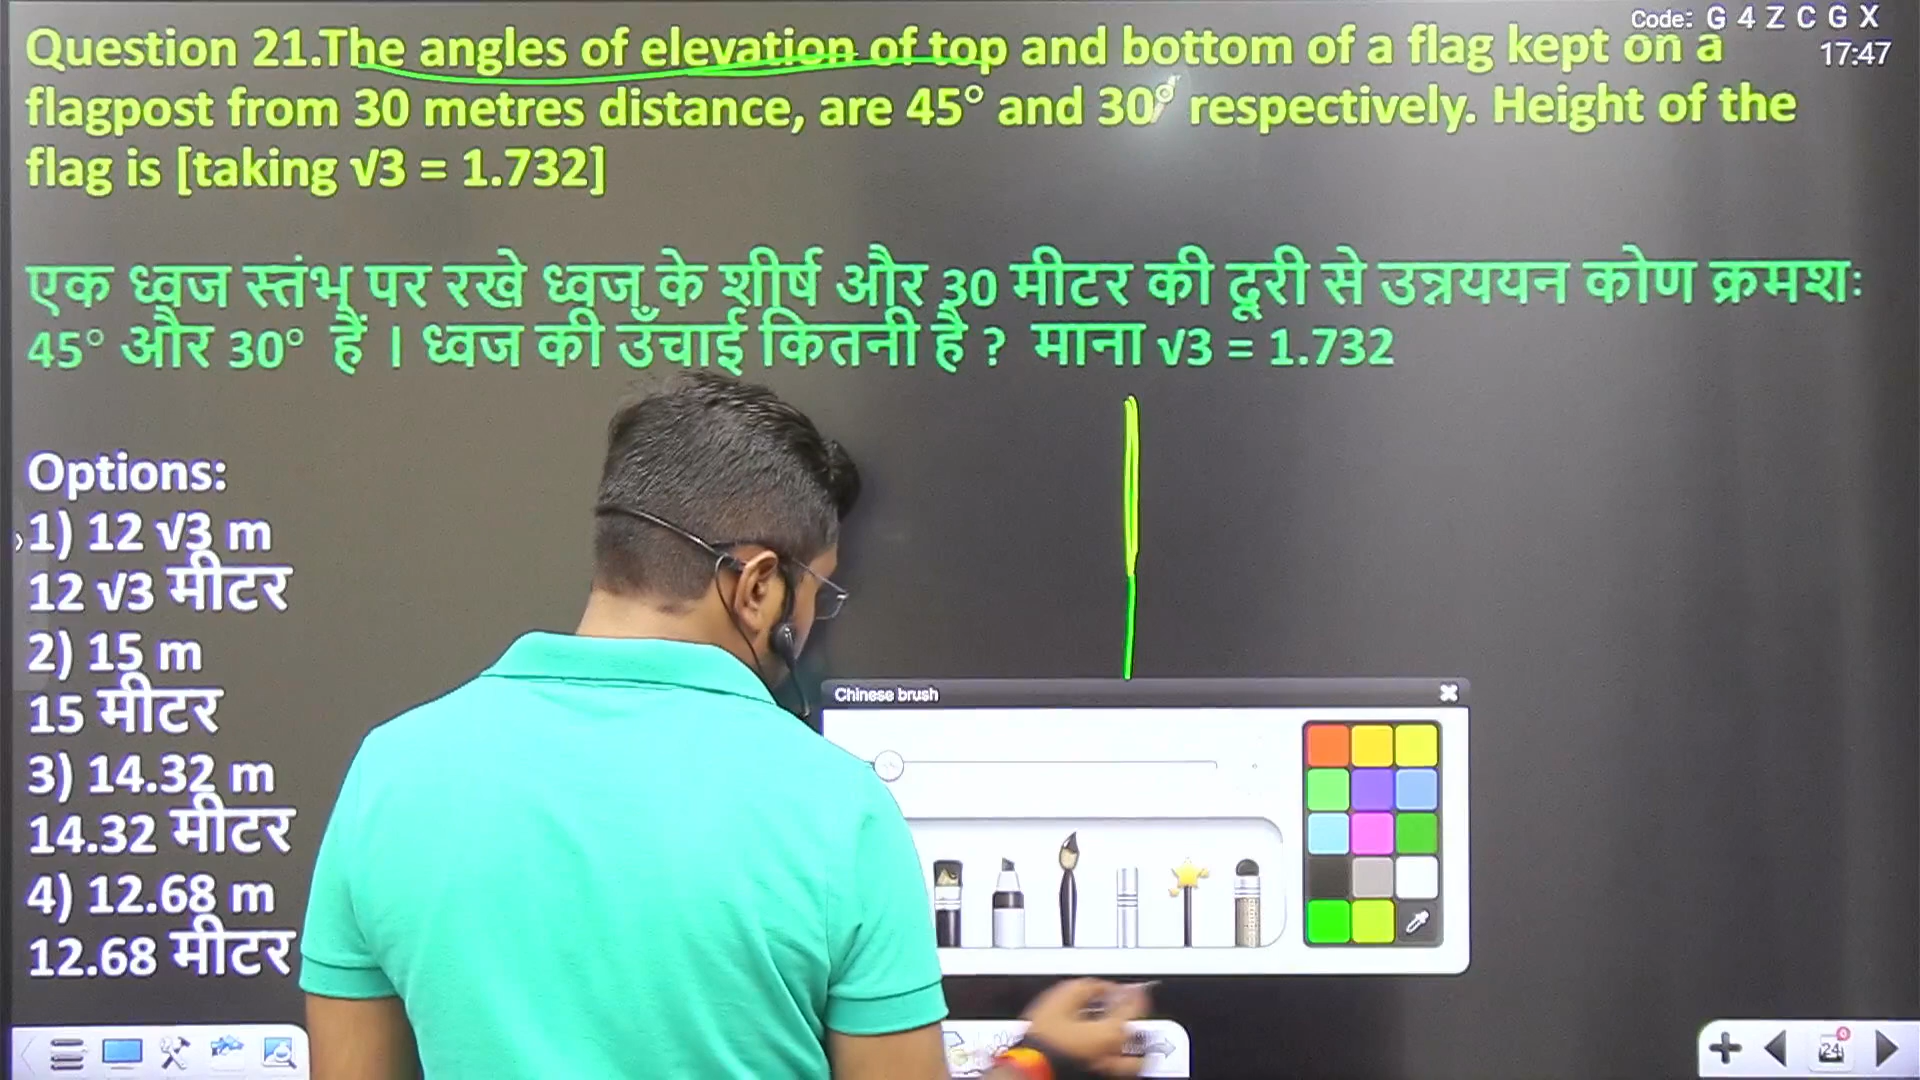 Code: G 4 Z C G X
17:47
Question 21.The angles of elevation of top and bottom of a flag kept on a
flagpost from 30 metres distance, are 45° and 30° respectively. Height of the
flag is [taking √3 = 1.732]
एक ध्वज स्तंभ पर रखे ध्वज के शीर्ष और 30 मीटर की दूरी से उन्नययन कोण क्रमशः
45° और 30° हैं । ध्वज की उँचाई कितनी है ? माना √3 = 1.732
Options:
1) 12 √3 m
12 √3 मीटर
2) 15 m
15 मीटर
3) 14.32 m
14.32 मीटर
4) 12.68 m
12.68 मीटर
Chinese brush
24